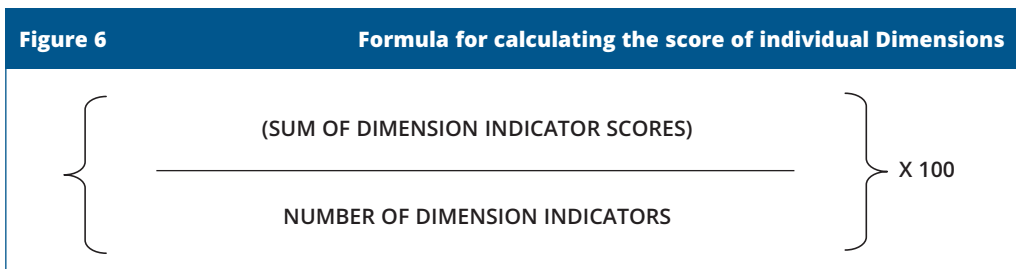 Figure 6 Formula for calculating the score of individual Dimensions
(SUM OF DIMENSION INDICATOR SCORES)
X 100
NUMBER OF DIMENSION INDICATORS